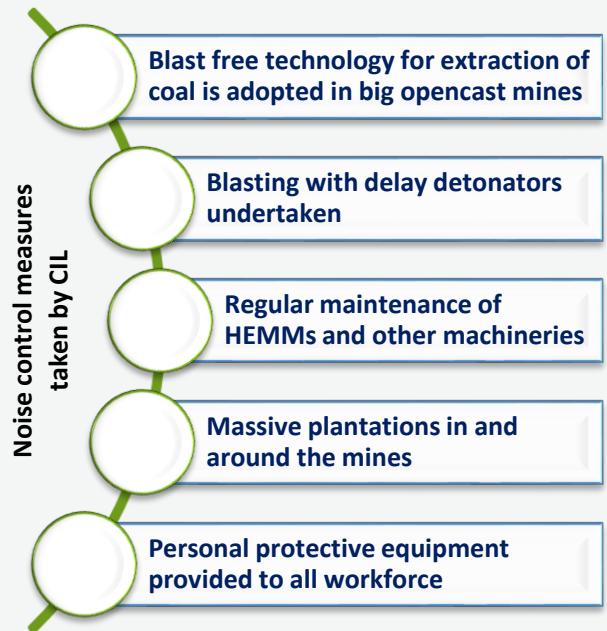 Noise control measures
taken by CIL
Blast free technology for extraction of
coal is adopted in big opencast mines
Blasting with delay detonators
undertaken
Regular maintenance of
HEMMs and other machineries
Massive plantations in and
around the mines
Personal protective equipment
provided to all workforce